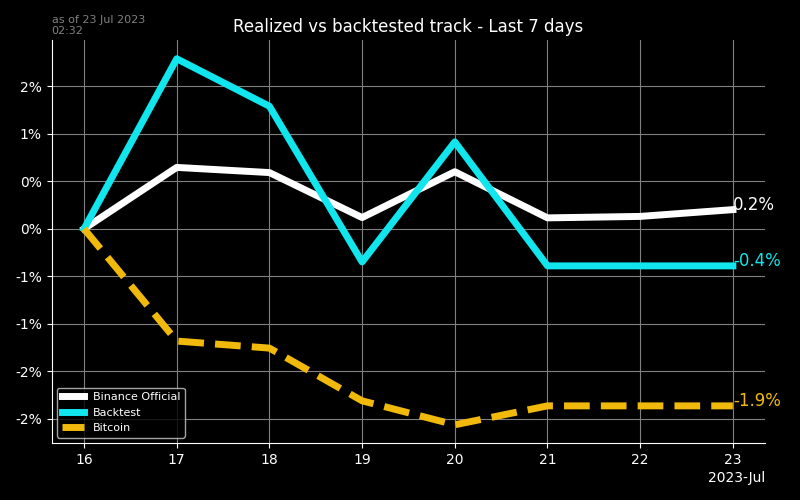 as of 23 Jul 2023
02:32
Realized vs backtested track - Last 7 days
2%
1%
0%
0%
-1%
-1%
-2%
-2%
0.2%
-0.4%
-1.9%
Binance Official
Backtest
Bitcoin
16 17 18 19 20 21 22 23
2023-Jul